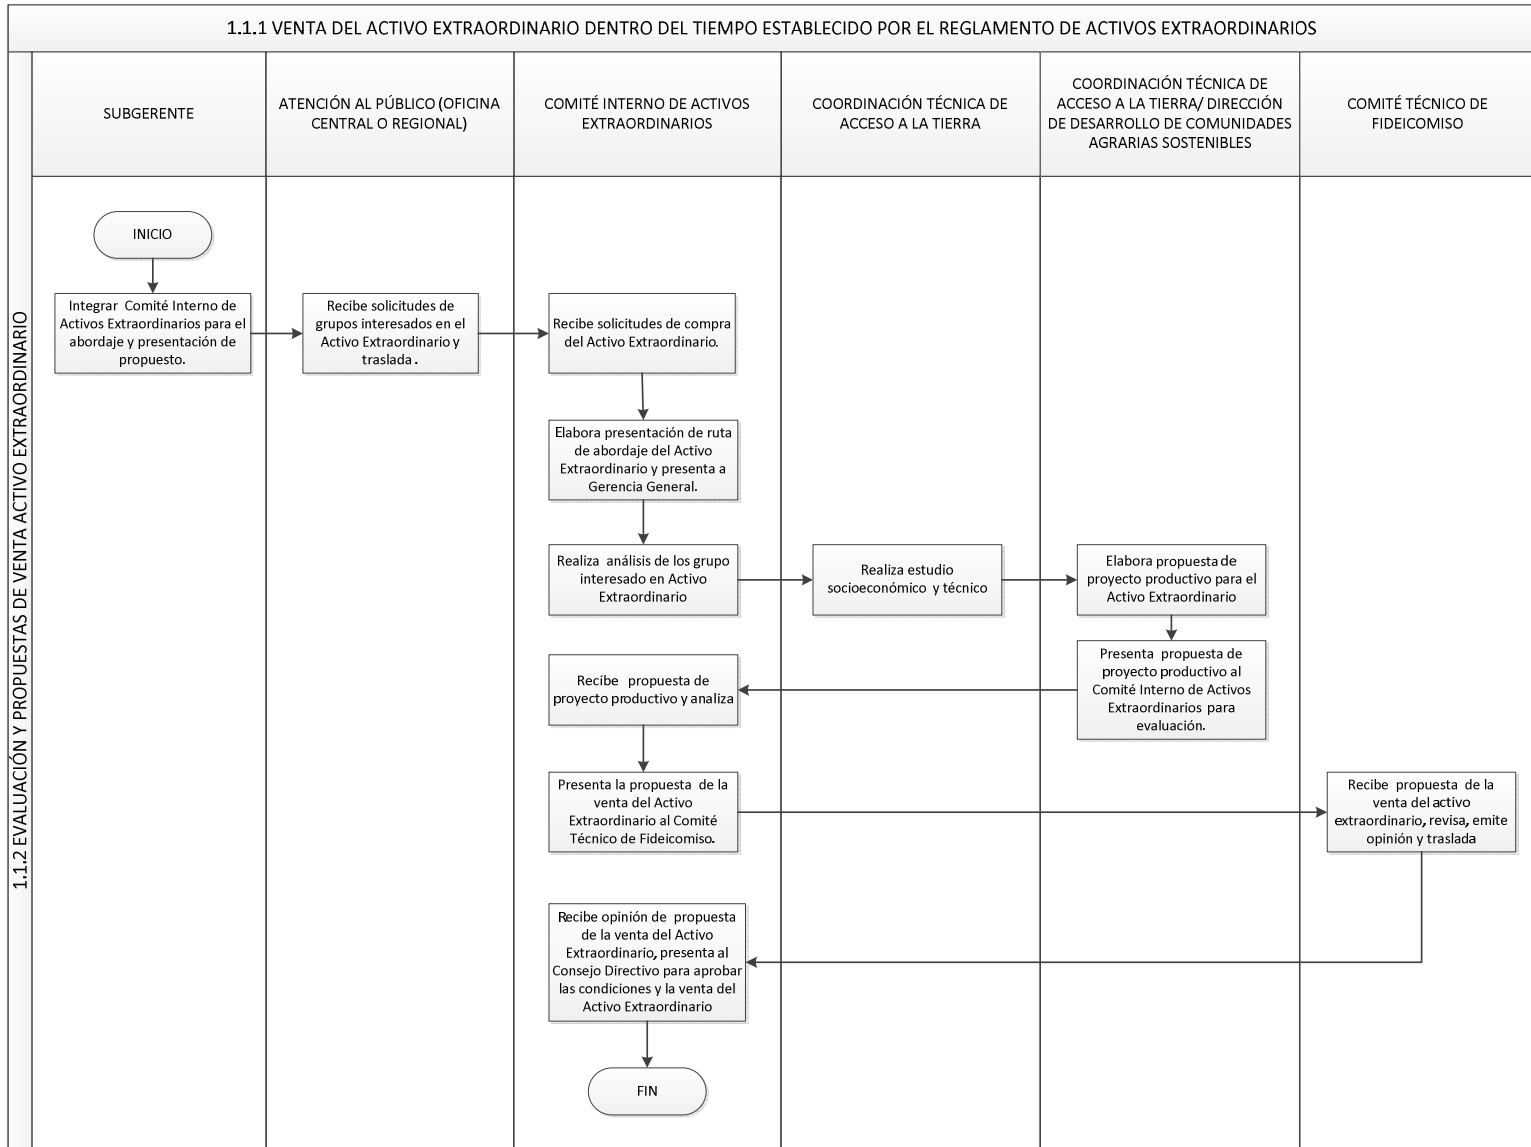 1.1.1 VENTA DEL ACTIVO EXTRAORDINARIO DENTRO DEL TIEMPO ESTABLECIDO POR EL REGLAMENTO DE ACTIVOS EXTRAORDINARIOS
1.1.2 EVALUACIÓN Y PROPUESTAS DE VENTA ACTIVO EXTRAORDINARIO
SUBGERENTE
ATENCIÓN AL PÚBLICO (OFICINA
CENTRAL O REGIONAL)
COMITÉ INTERNO DE ACTIVOS
EXTRAORDINARIOS
COORDINACIÓN TÉCNICA DE
ACCESO A LA TIERRA
COORDINACIÓN TÉCNICA DE
ACCESO A LA TIERRA/ DIRECCIÓN
DE DESARROLLO DE COMUNIDADES
AGRARIAS SOSTENIBLES
COMITÉ TÉCNICO DE
FIDEICOMISO
INICIO
Integrar Comité Interno de
Activos Extraordinarios para el
abordaje y presentación de
propuesto.
Recibe solicitudes de
grupos interesados en el
Activo Extraordinario y
traslada .
Recibe solicitudes de compra
del Activo Extraordinario.
Elabora presentación de ruta
de abordaje del Activo
Extraordinario y presenta a
Gerencia General.
Realiza análisis de los grupo
interesado en Activo
Extraordinario
Realiza estudio
socioeconómico y técnico
Elabora propuesta de
proyecto productivo para el
Activo Extraordinario
Presenta propuesta de
proyecto productivo al
Comité Interno de Activos
Extraordinarios para
evaluación.
Recibe propuesta de
proyecto productivo y analiza
Presenta la propuesta de la
venta del Activo
Extraordinario al Comité
Técnico de Fideicomiso.
Recibe propuesta de la
venta del activo
extraordinario, revisa, emite
opinión y traslada
Recibe opinión de propuesta
de la venta del Activo
Extraordinario, presenta al
Consejo Directivo para aprobar
las condiciones y la venta del
Activo Extraordinario
FIN